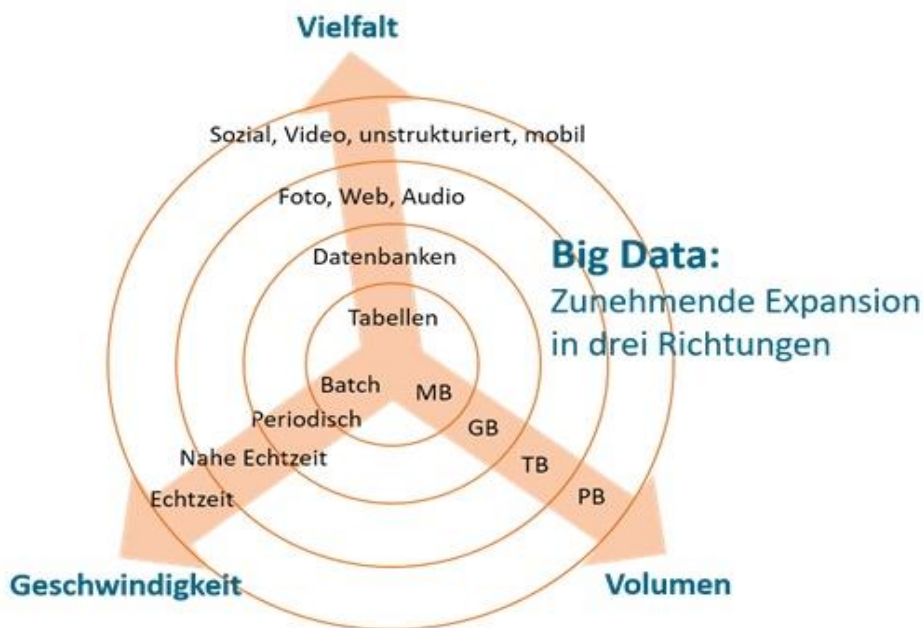 Vielfalt
Sozial, Video, unstrukturiert, mobil
Foto, Web, Audio
Datenbanken
Big Data:
Zunehmende Expansion
in drei Richtungen
Tabellen
Batch
MB
Periodisch
GB
Nahe Echtzeit
TB
Echtzeit
PB
Geschwindigkeit
Volumen